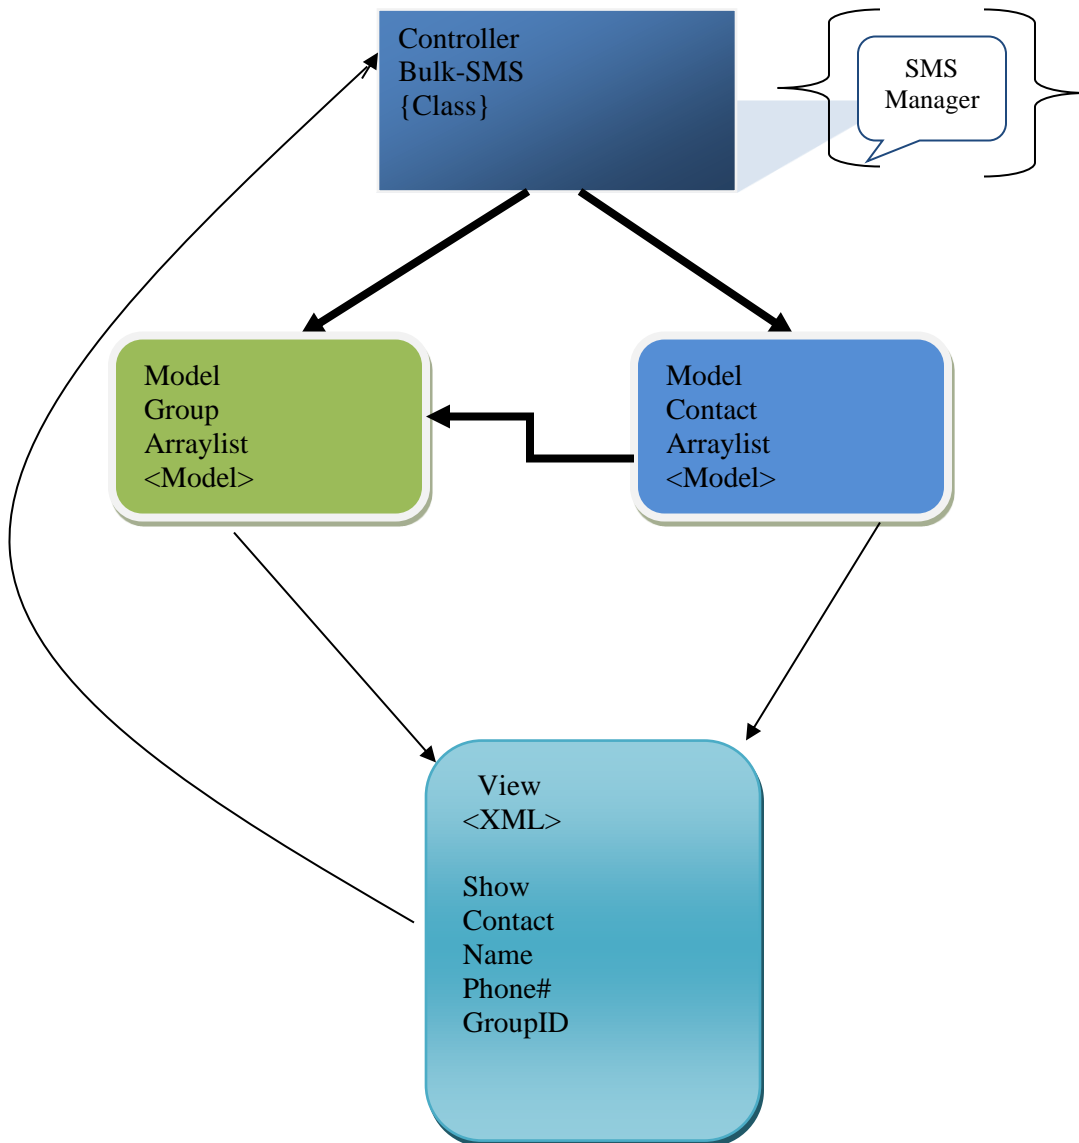 Controller
Bulk-SMS
{Class}
SMS
Manager
Model
Group
Arraylist
<Model>
Model
Contact
Arraylist
<Model>
View
<XML>
Show
Contact
Name
Phone#
GroupID